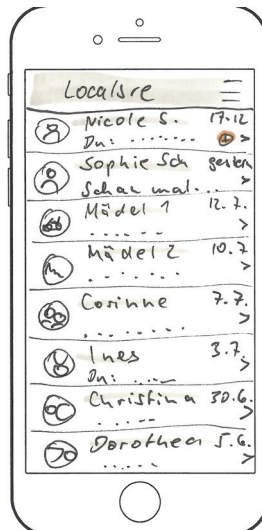 Localsre
Nicole S. 17.12
Du: ........
Sophie Sch gestern
Schau mal...
Mädel 1 12.7.
......
Mädel 2 10.7
.......
Corinne 7.7.
........
Ines 3.7.
Du: ....
Christina 30.6.
.....
Dorothea 5.6.
.....